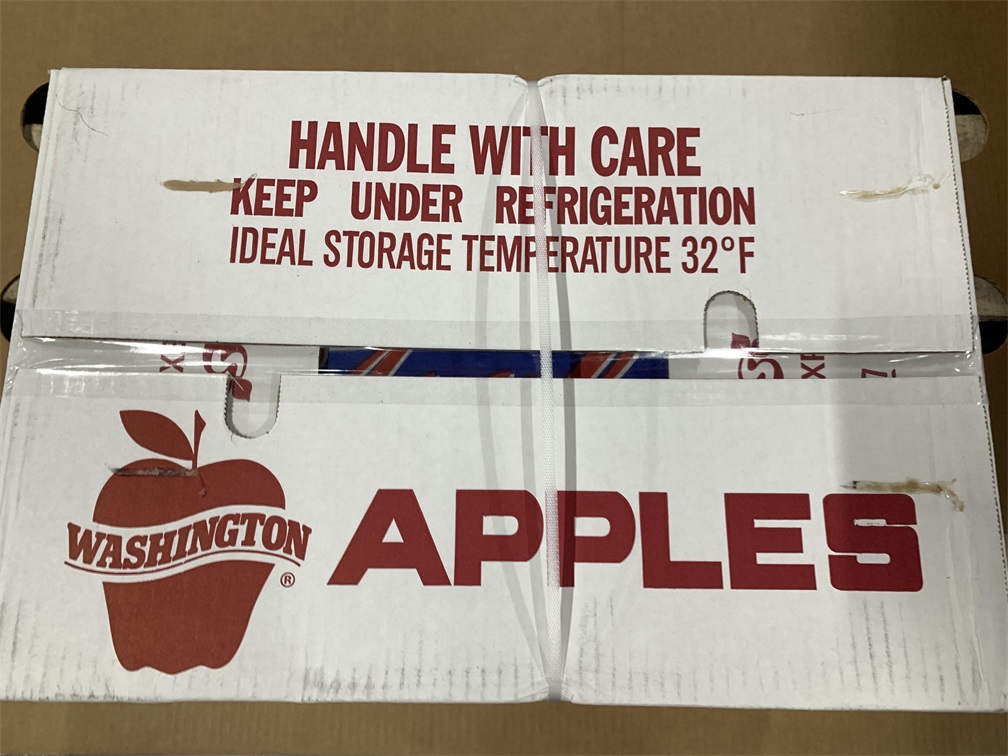 HANDLE WITH CARE
KEEP UNDER REFRIGERATION
IDEAL STORAGE TEMPERATURE 32°F
WASHINGTON®
APPLES